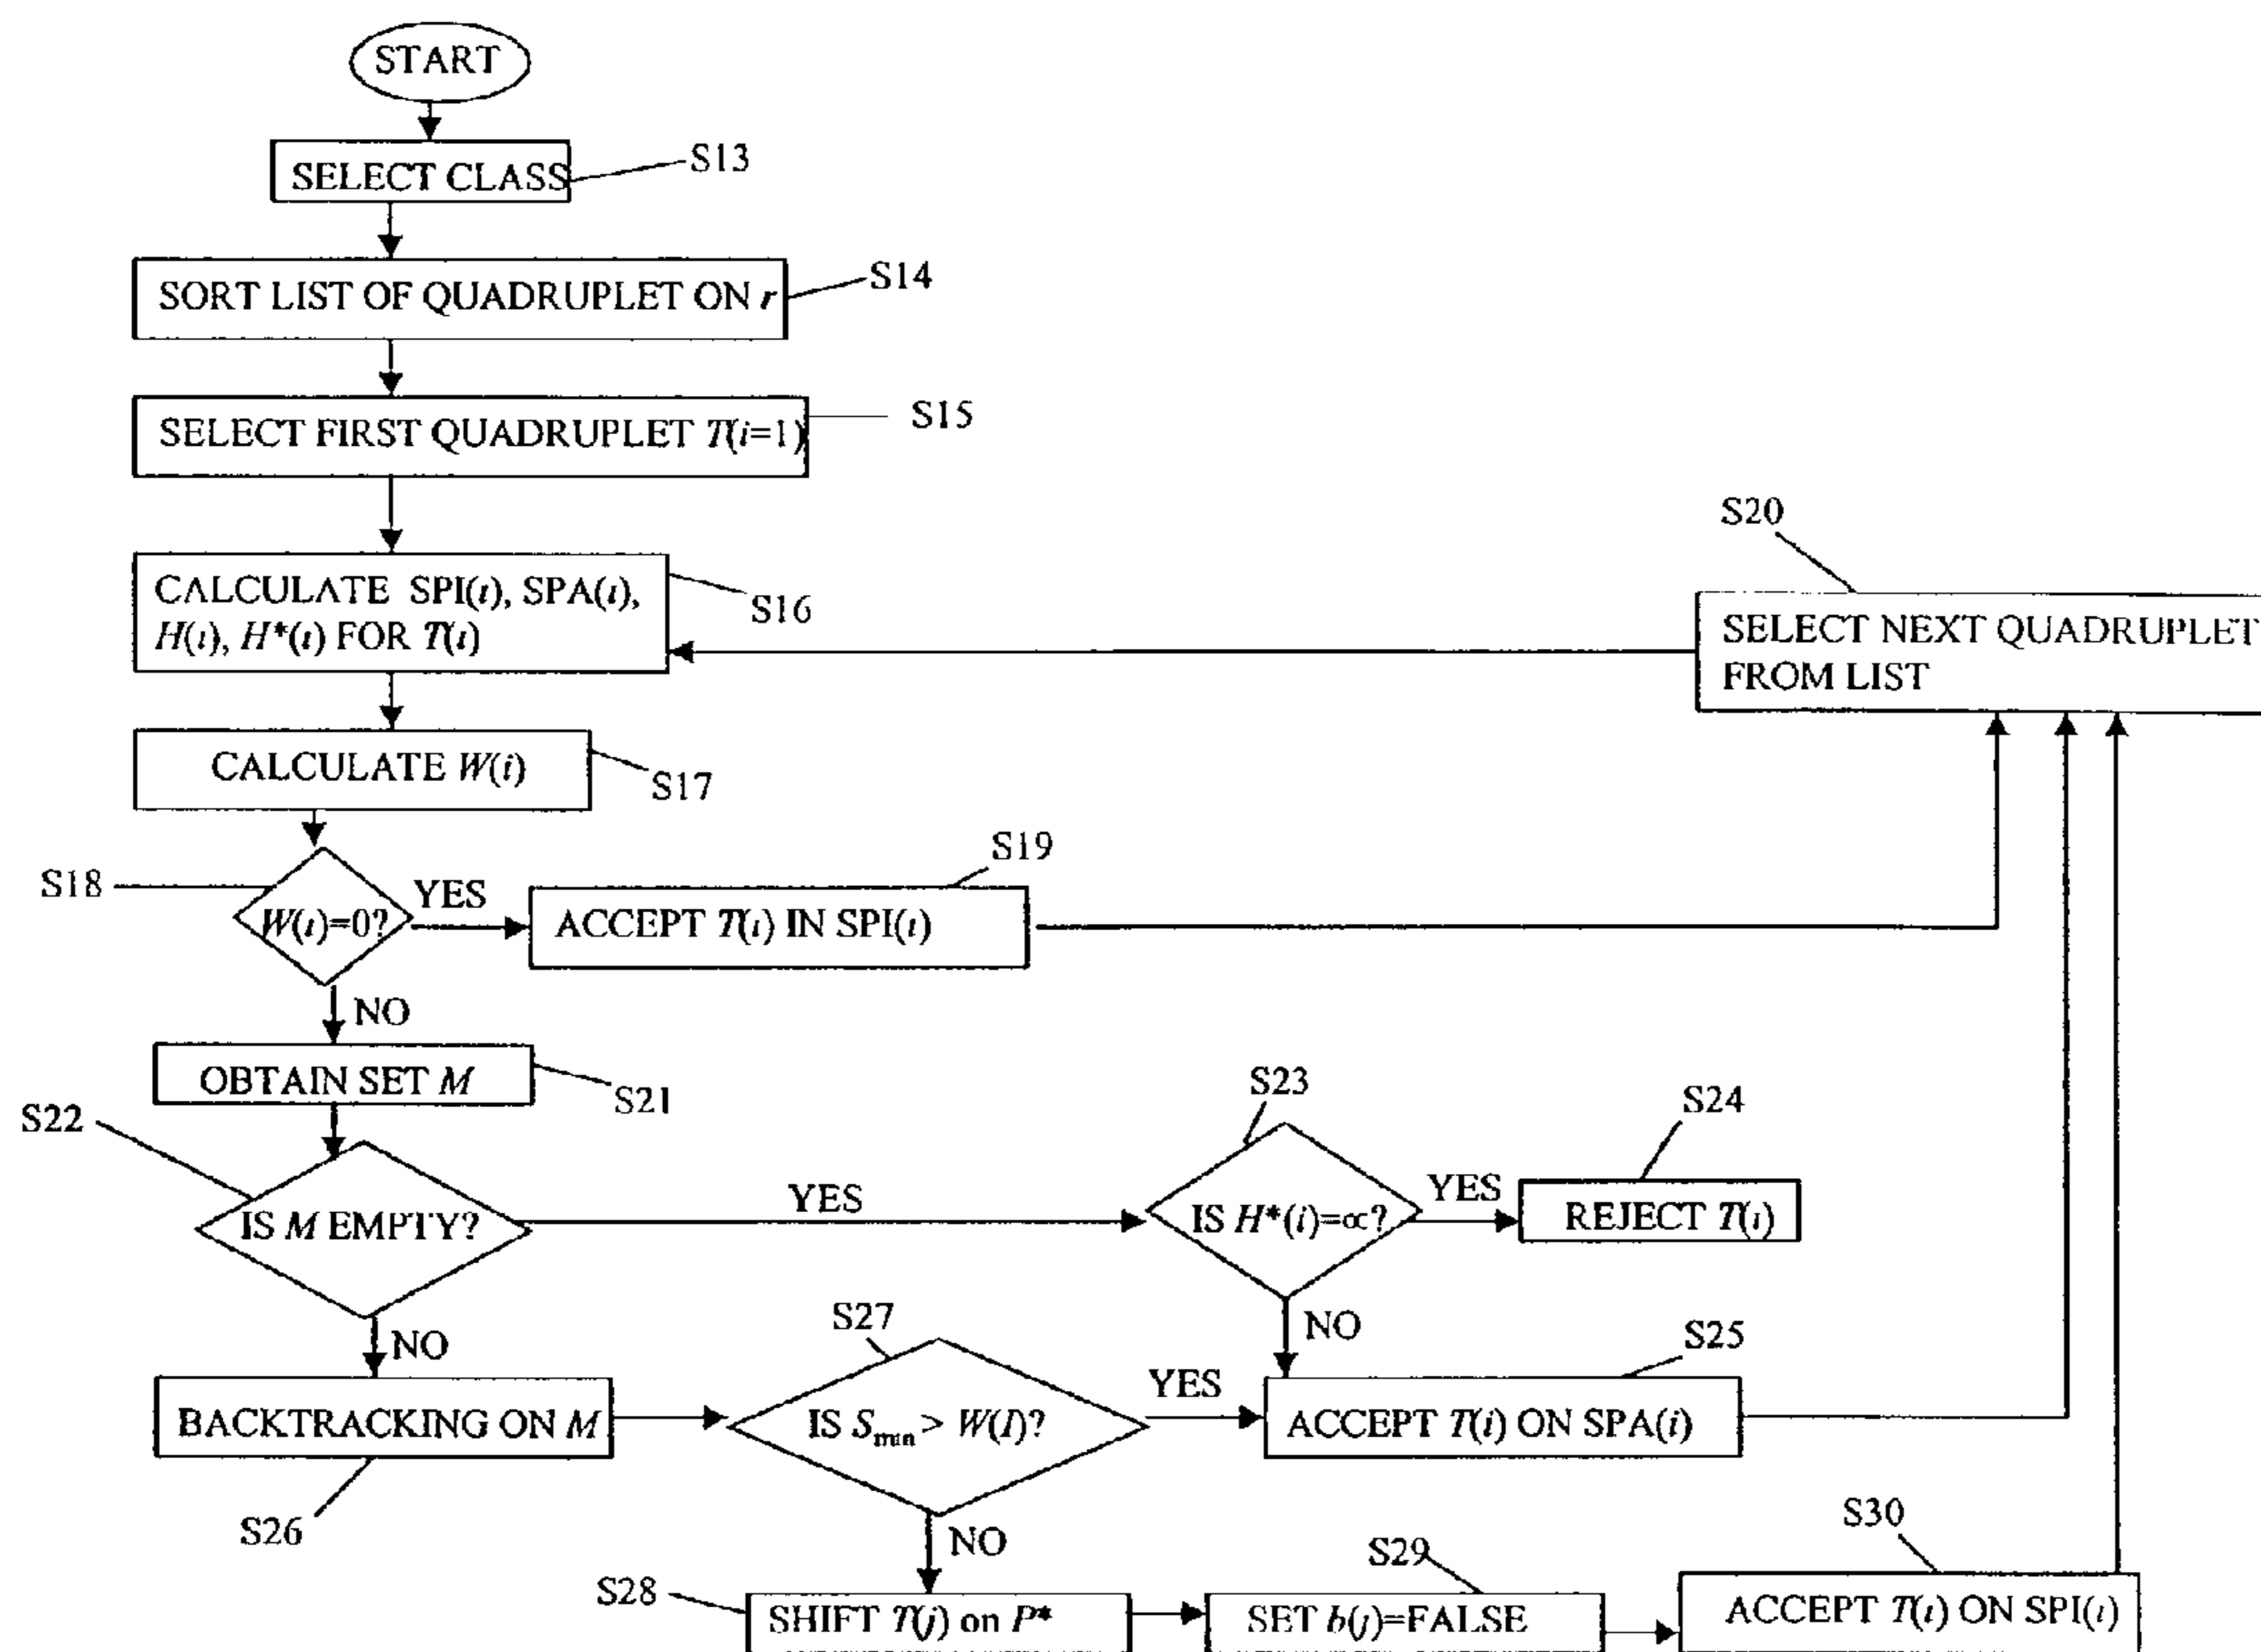 START
SELECT CLASS
S13
SORT LIST OF QUADRUPLET ON r
S14
SELECT FIRST QUADRUPLET T(i=1)
S15
S20
CALCULATE SPI(i), SPA(i),
H(i), H*(i) FOR T(i)
S16
SELECT NEXT QUADRUPLET
FROM LIST
CALCULATE W(i)
S17
S18
W(i)=0?
YES
S19
ACCEPT T(i) IN SPI(i)
NO
OBTAIN SET M
S21
S22
IS M EMPTY?
YES
S23
IS H*(i)=∝?
YES
S24
REJECT T(i)
NO
NO
BACKTRACKING ON M
S26
S27
IS Smin > W(I)?
YES
S25
ACCEPT T(i) ON SPA(i)
NO
S28
SHIFT T(j) on P*
S29
SET b(j)=FALSE
S30
ACCEPT T(i) ON SPI(i)